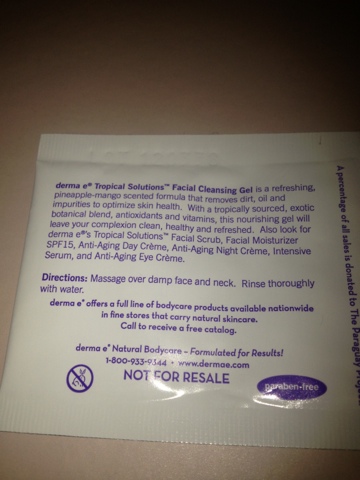 derma e® Tropical Solutions™ Facial Cleansing Gel is a refreshing,
pineapple-mango scented formula that removes dirt, oil and
impurities to optimize skin health. With a tropically sourced, exotic
botanical blend, antioxidants and vitamins, this nourishing gel will
leave your complexion clean, healthy and refreshed. Also look for
derma e®'s Tropical Solutions™ Facial Scrub, Facial Moisturizer
SPF15, Anti-Aging Day Crème, Anti-Aging Night Crème, Intensive
Serum, and Anti-Aging Eye Crème.
Directions: Massage over damp face and neck. Rinse thoroughly
with water.
derma e® offers a full line of bodycare products available nationwide
in fine stores that carry natural skincare.
Call to receive a free catalog.
derma e® Natural Bodycare – Formulated for Results!
1-800-933-9344 • www.dermae.com
NOT FOR RESALE
paraben-free
A percentage of all sales is donated to The Paraguay